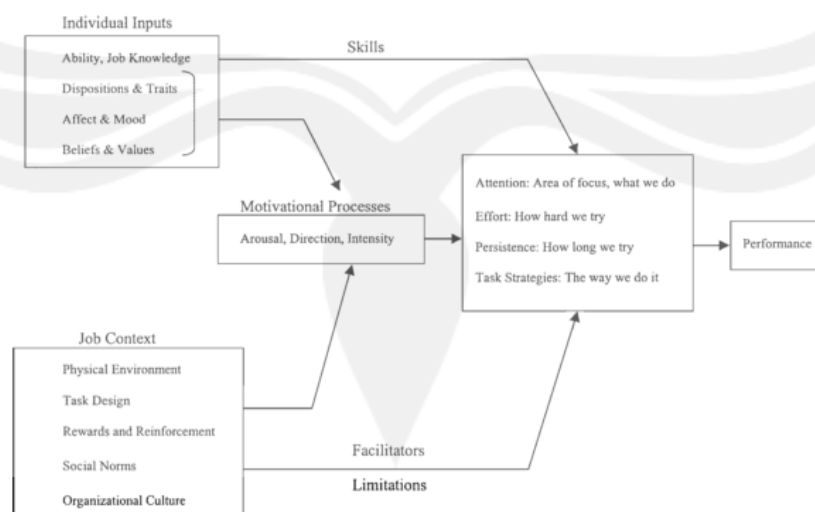 Individual Inputs
Ability, Job Knowledge
Dispositions & Traits
Affect & Mood
Beliefs & Values
Skills
Motivational Processes
Arousal, Direction, Intensity
Attention: Area of focus, what we do
Effort: How hard we try
Persistence: How long we try
Task Strategies: The way we do it
Performance
Job Context
Physical Environment
Task Design
Rewards and Reinforcement
Social Norms
Organizational Culture
Facilitators
Limitations